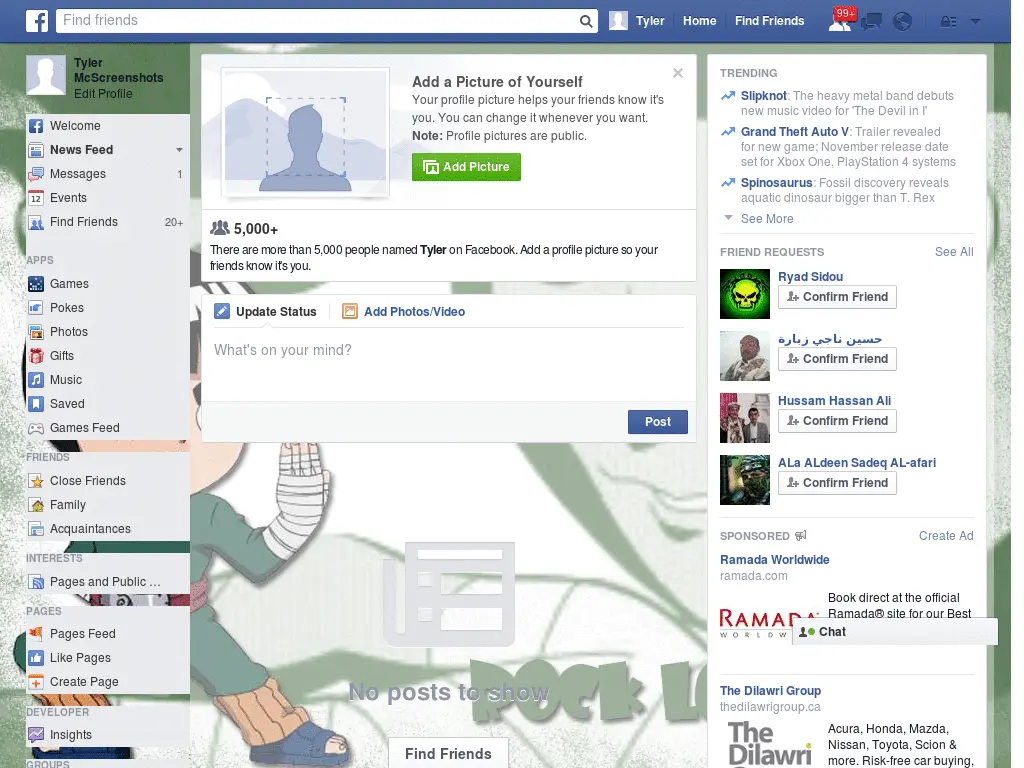 Find friends
Tyler
Home
Find Friends
99+
Tyler
McScreenshots
Edit Profile
Welcome
News Feed
Messages
1
12
Events
Find Friends
20+
APPS
Games
Pokes
Photos
Gifts
Music
Saved
Games Feed
FRIENDS
Close Friends
Family
Acquaintances
INTERESTS
Pages and Public ...
PAGES
Pages Feed
Like Pages
Create Page
DEVELOPER
Insights
GROUPS
Add a Picture of Yourself
Your profile picture helps your friends know it's
you. You can change it whenever you want.
Note: Profile pictures are public.
Add Picture
5,000+
There are more than 5,000 people named Tyler on Facebook. Add a profile picture so your
friends know it's you.
Update Status
Add Photos/Video
What's on your mind?
Post
No posts to show
ROCK L
Find Friends
TRENDING
Slipknot: The heavy metal band debuts
new music video for 'The Devil in I'
Grand Theft Auto V: Trailer revealed
for new game; November release date
set for Xbox One, PlayStation 4 systems
Spinosaurus: Fossil discovery reveals
aquatic dinosaur bigger than T. Rex
See More
FRIEND REQUESTS
See All
Ryad Sidou
Confirm Friend
حسين ناجي زبارة
Confirm Friend
Hussam Hassan Ali
Confirm Friend
ALa ALdeen Sadeq AL-afari
Confirm Friend
SPONSORED
Create Ad
Ramada Worldwide
ramada.com
RAMADA
WORLDW
Book direct at the official
Ramada® site for our Best
Chat
The Dilawri Group
thedilawrigroup.ca
The
Dilawri
Acura, Honda, Mazda,
Nissan, Toyota, Scion &
more. Risk-free car buying,